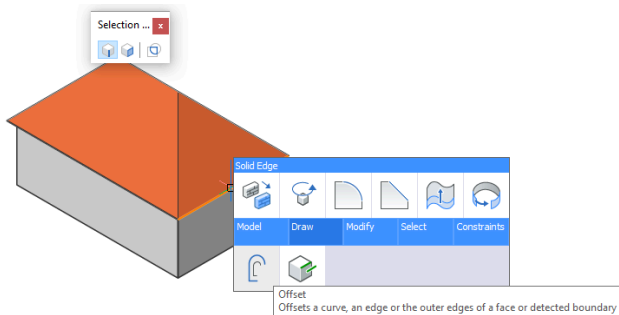 Selection ...
x
Solid Edge
Model Draw Modify Select Constraints
Offset
Offsets a curve, an edge or the outer edges of a face or detected boundary